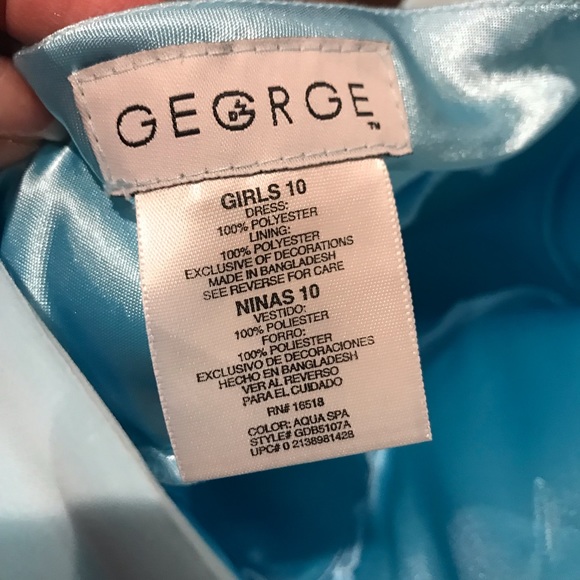 GEORGE
TM
GIRLS 10
DRESS:
100% POLYESTER
LINING:
100% POLYESTER
EXCLUSIVE OF DECORATIONS
MADE IN BANGLADESH
SEE REVERSE FOR CARE
NINAS 10
VESTIDO:
100% POLIESTER
FORRO:
100% POLIESTER
EXCLUSIVO DE DECORACIONES
HECHO EN BANGLADESH
VER AL REVERSO
PARA EL CUIDADO
RN# 16518
COLOR: AQUA SPA
STYLE# GDB5107A
UPC# 0 2138981428